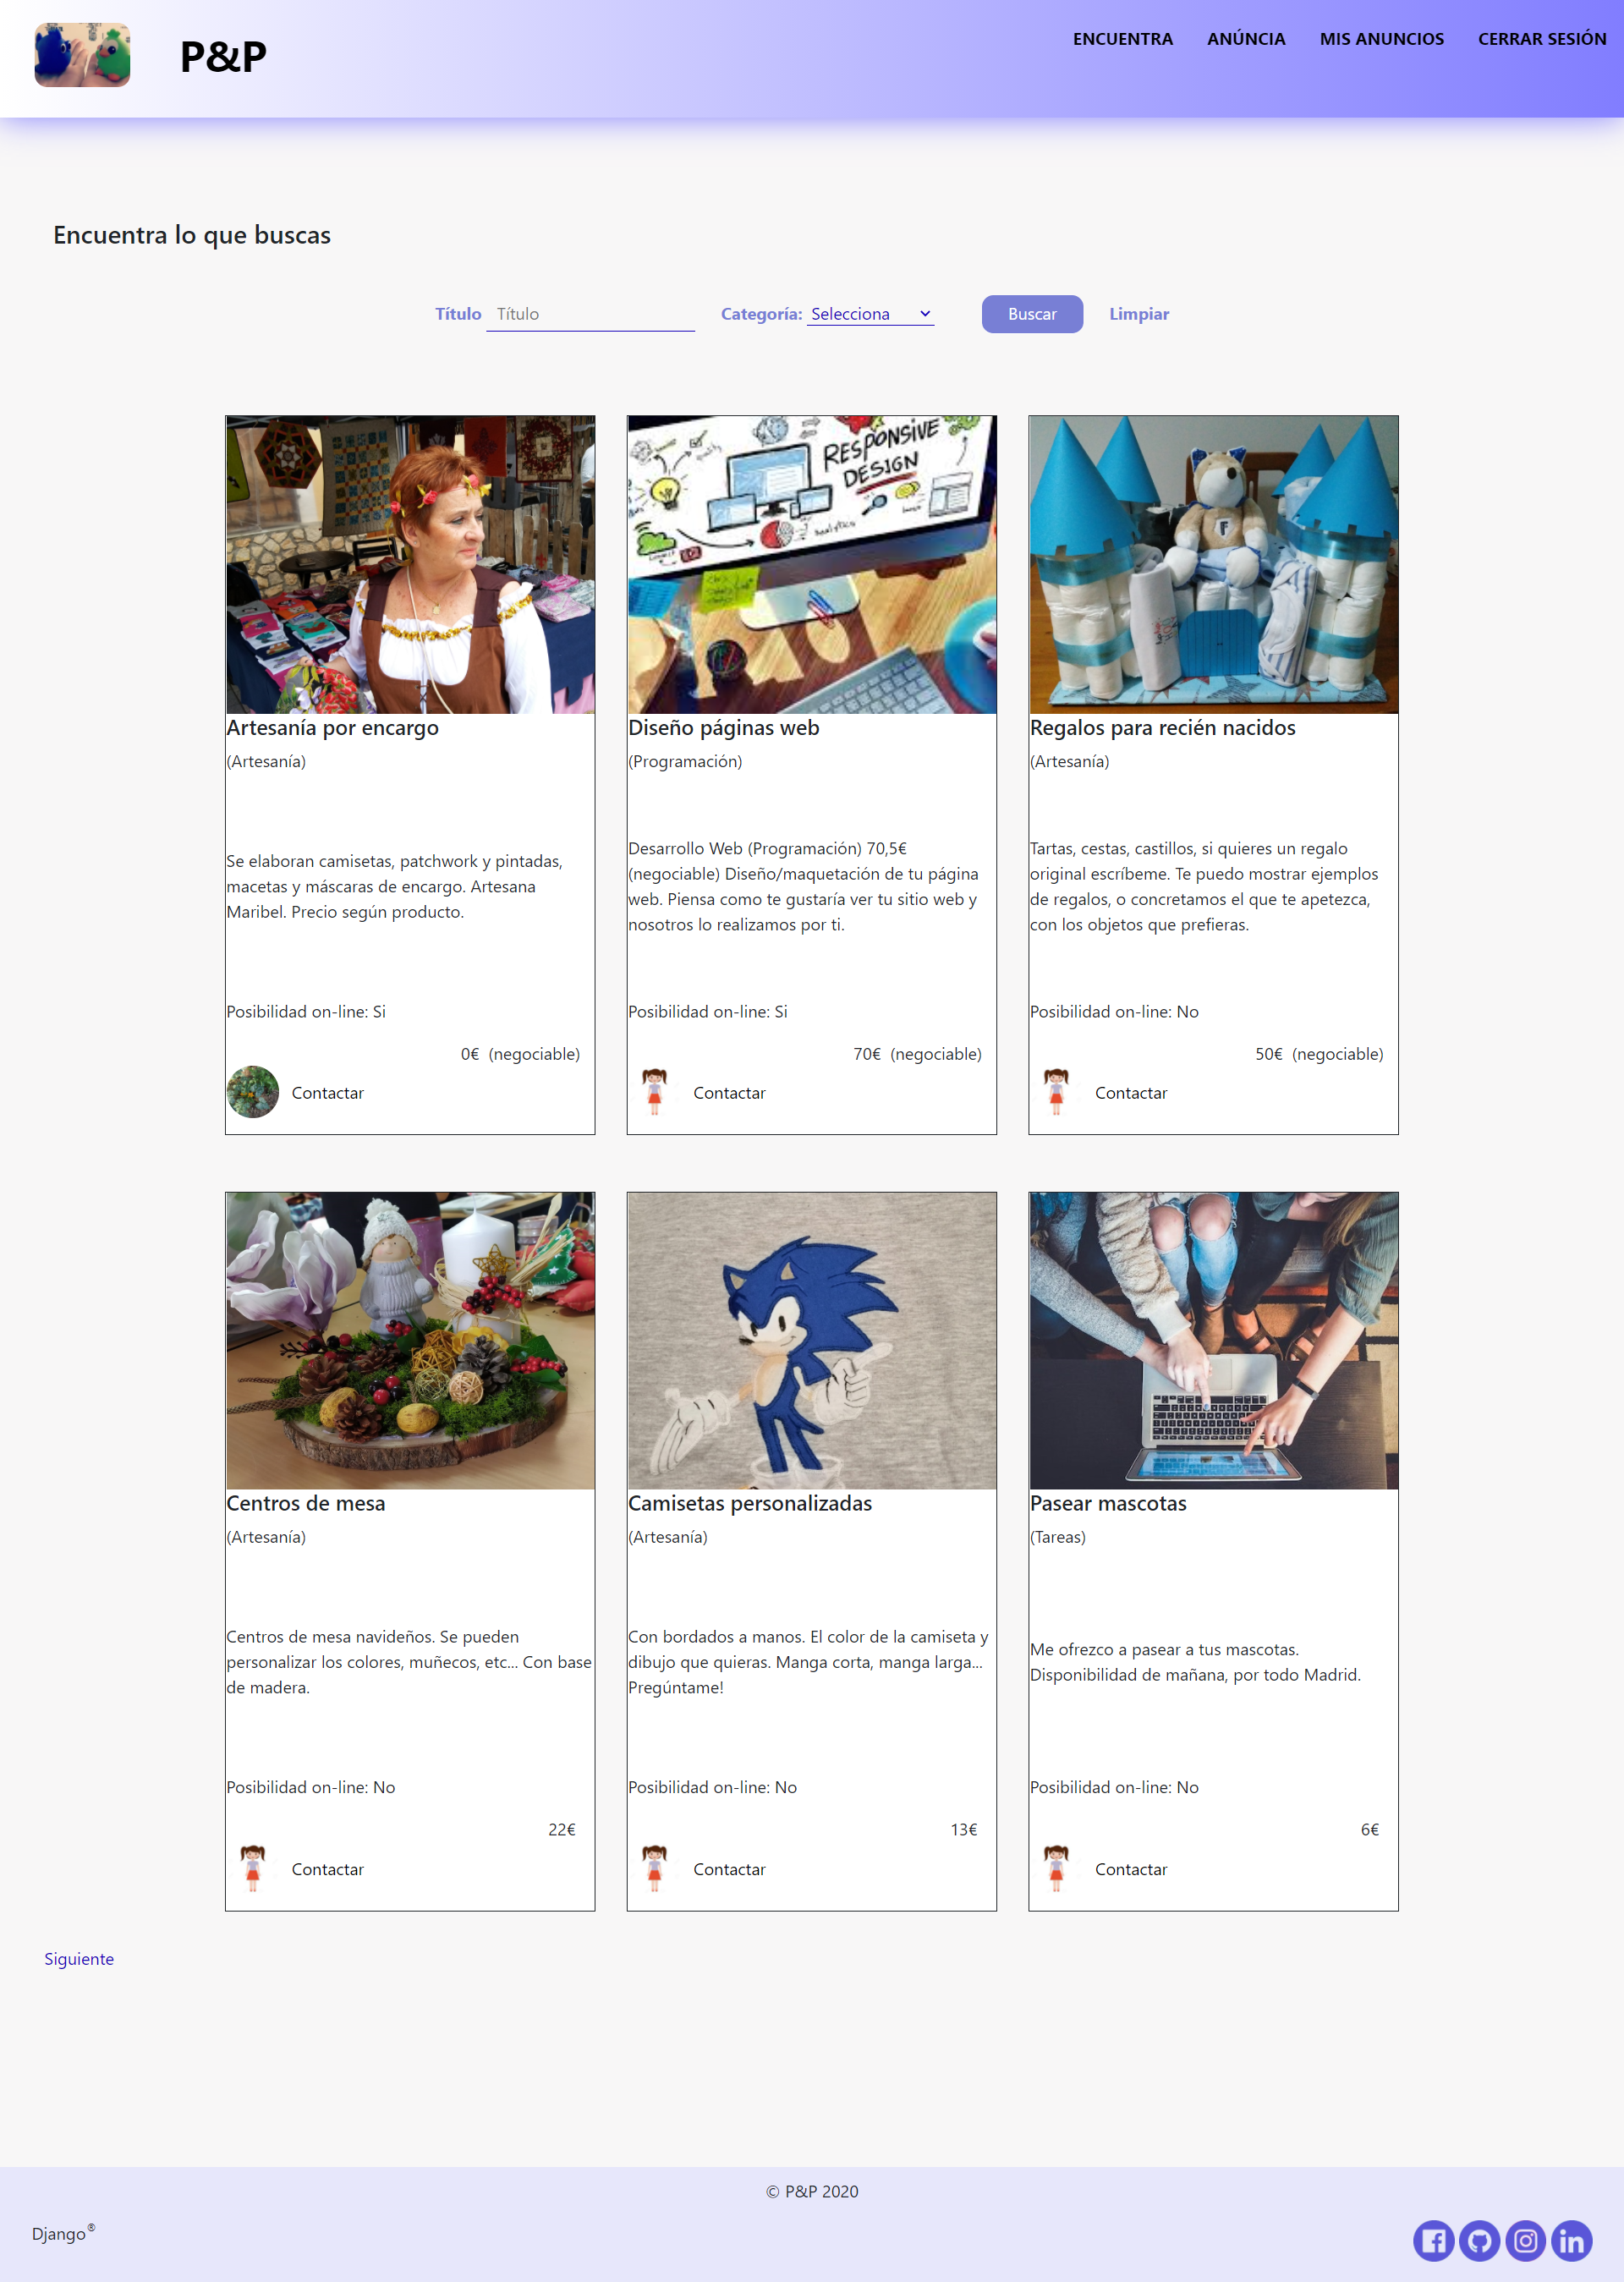 P&P
ENCUENTRA ANÚNCIA MIS ANUNCIOS CERRAR SESIÓN
Encuentra lo que buscas
Título Título Categoría: Selecciona Buscar Limpiar
RESPONSIVE
DESIGN
analytics
F
Artesanía por encargo
(Artesanía)
Se elaboran camisetas, patchwork y pintadas,
macetas y máscaras de encargo. Artesana
Maribel. Precio según producto.
Posibilidad on-line: Si
0€ (negociable)
Contactar
Diseño páginas web
(Programación)
Desarrollo Web (Programación) 70,5€
(negociable) Diseño/maquetación de tu página
web. Piensa como te gustaría ver tu sitio web y
nosotros lo realizamos por ti.
Posibilidad on-line: Si
70€ (negociable)
Contactar
Regalos para recién nacidos
(Artesanía)
Tartas, cestas, castillos, si quieres un regalo
original escríbeme. Te puedo mostrar ejemplos
de regalos, o concretamos el que te apetezca,
con los objetos que prefieras.
Posibilidad on-line: No
50€ (negociable)
Contactar
Centros de mesa
(Artesanía)
Centros de mesa navideños. Se pueden
personalizar los colores, muñecos, etc... Con base
de madera.
Posibilidad on-line: No
22€
Contactar
Camisetas personalizadas
(Artesanía)
Con bordados a manos. El color de la camiseta y
dibujo que quieras. Manga corta, manga larga...
Pregúntame!
Posibilidad on-line: No
13€
Contactar
Pasear mascotas
(Tareas)
Me ofrezco a pasear a tus mascotas.
Disponibilidad de mañana, por todo Madrid.
Posibilidad on-line: No
6€
Contactar
Siguiente
© P&P 2020
Django®